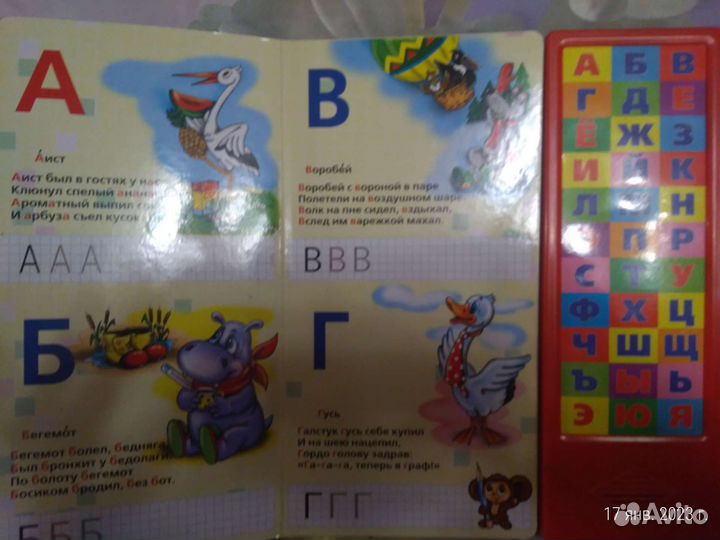 А
Аист
Аист был в гостях у нас
Клюнул спелый
Ароматный выпил
И арбуза съел кусок
А А А
Б
Бегемот
Бегемот болел, бедняга,
Был бронхит у бедолаги.
По болоту бегемот
Босиком бродил, без бот.
Б Б Б
В
Воробей
Воробей с вороной в паре
Полетели на воздушном шаре.
Волк на пне сидел, вздыхал,
Вслед им варежкой махал.
В В В
Г
Гусь
Галстук гусь себе купил
И на шею нацепил,
Гордо голову задрав:
«Га-га-га, теперь я граф!»
Г Г Г
А Б В
Г Д Е
Ё Ж З
И Й К
Л Н
П Р
С Т У
Ф Х Ц
Ч Ш Щ
Ъ Ы Ь
Э Ю Я
17 янв. 2023 г.
Avito